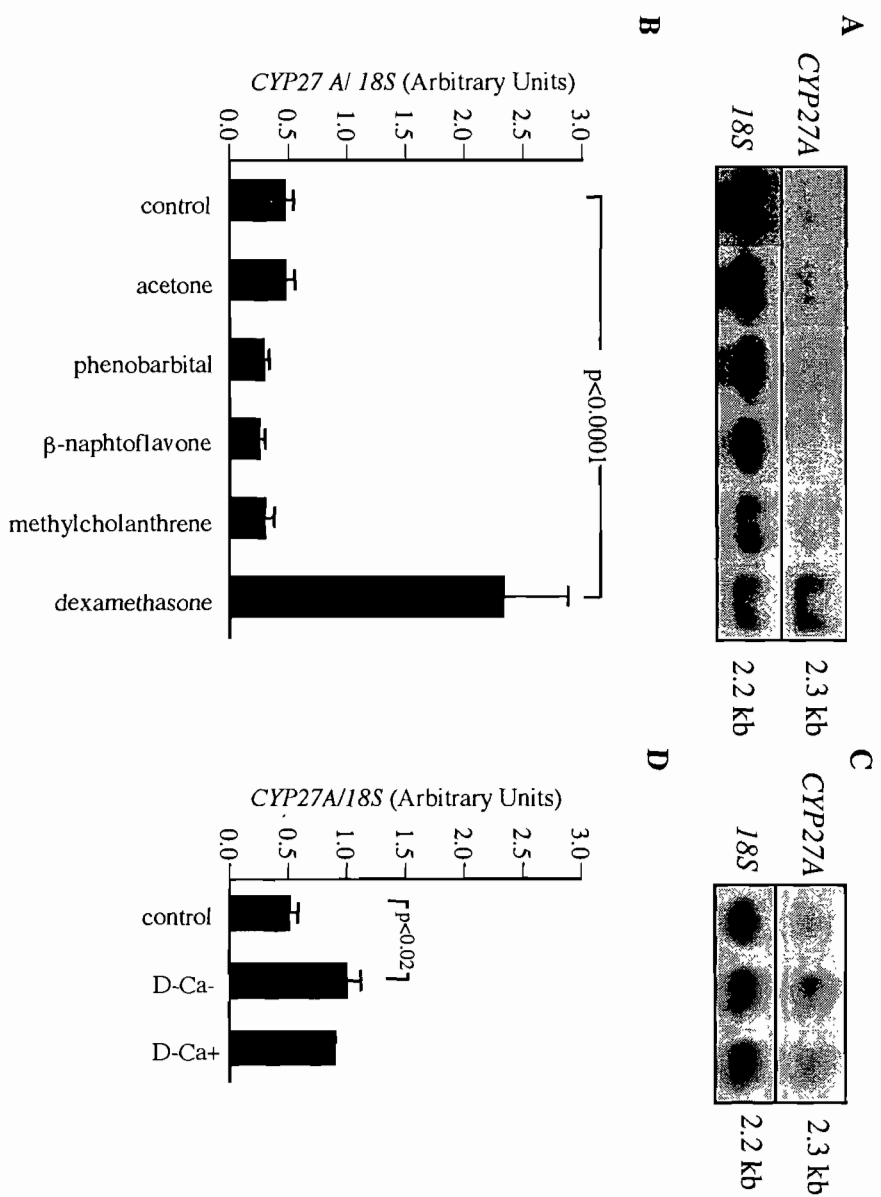 A
CYP27A
2.3 kb
18S
2.2 kb
B
CYP27 A/ 18S (Arbitrary Units)
3.0
2.5
2.0
1.5
1.0
0.5
0.0
p<0.0001
control
acetone
phenobarbital
β-naphtoflavone
methylcholanthrene
dexamethasone
C
CYP27A
2.3 kb
18S
2.2 kb
D
CYP27A/18S (Arbitrary Units)
3.0
2.5
2.0
1.5
1.0
0.5
0.0
p<0.02
control
D-Ca-
D-Ca+